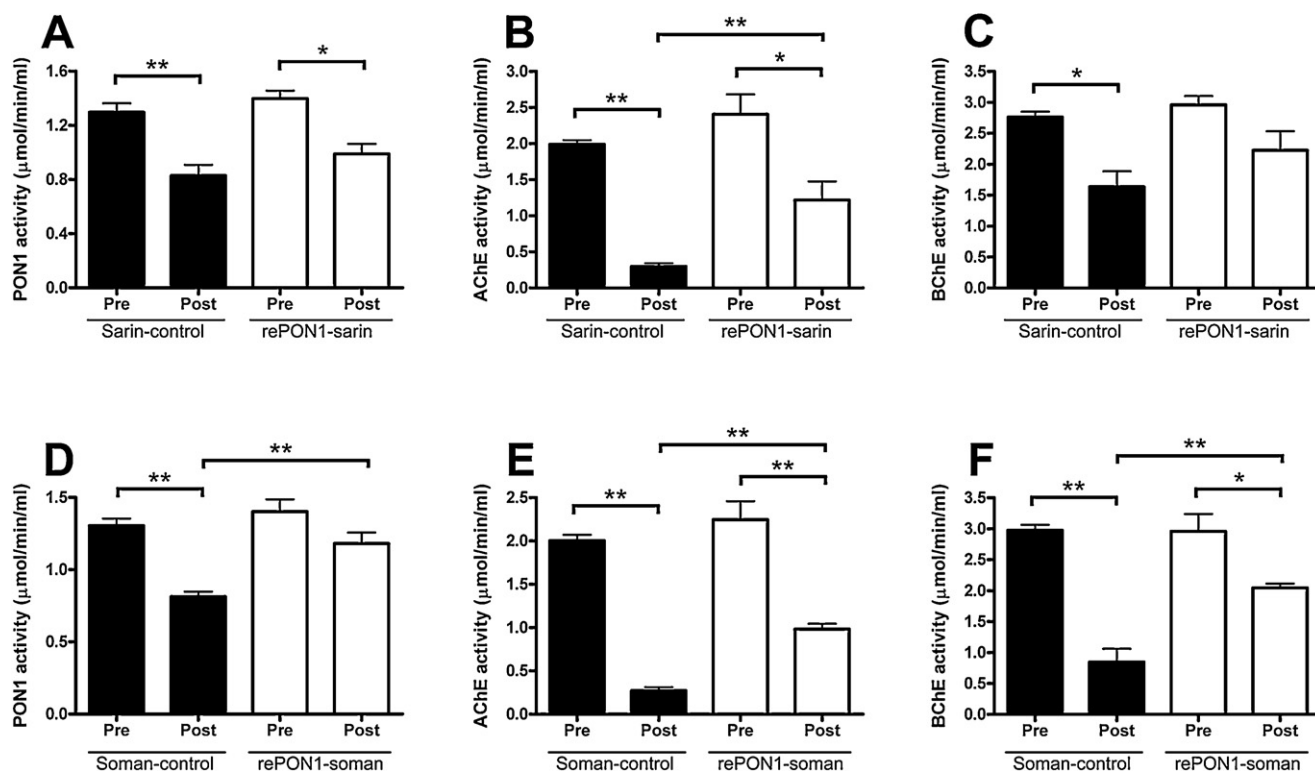 A
PON1 activity (μmol/min/ml)
1.6
1.2
0.8
0.4
0.0
**
*
Pre Post Pre Post
Sarin-control rePON1-sarin
B
AChE activity (μmol/min/ml)
3.0
2.5
2.0
1.5
1.0
0.5
0.0
**
**
*
Pre Post Pre Post
Sarin-control rePON1-sarin
C
BChE activity (μmol/min/ml)
3.5
3.0
2.5
2.0
1.5
1.0
0.5
0.0
*
Pre Post Pre Post
Sarin-control rePON1-sarin
D
PON1 activity (μmol/min/ml)
1.5
1.0
0.5
0.0
**
**
Pre Post Pre Post
Soman-control rePON1-soman
E
AChE activity (μmol/min/ml)
2.5
2.0
1.5
1.0
0.5
0.0
**
**
**
Pre Post Pre Post
Soman-control rePON1-soman
F
BChE activity (μmol/min/ml)
3.5
3.0
2.5
2.0
1.5
1.0
0.5
0.0
**
**
*
Pre Post Pre Post
Soman-control rePON1-soman